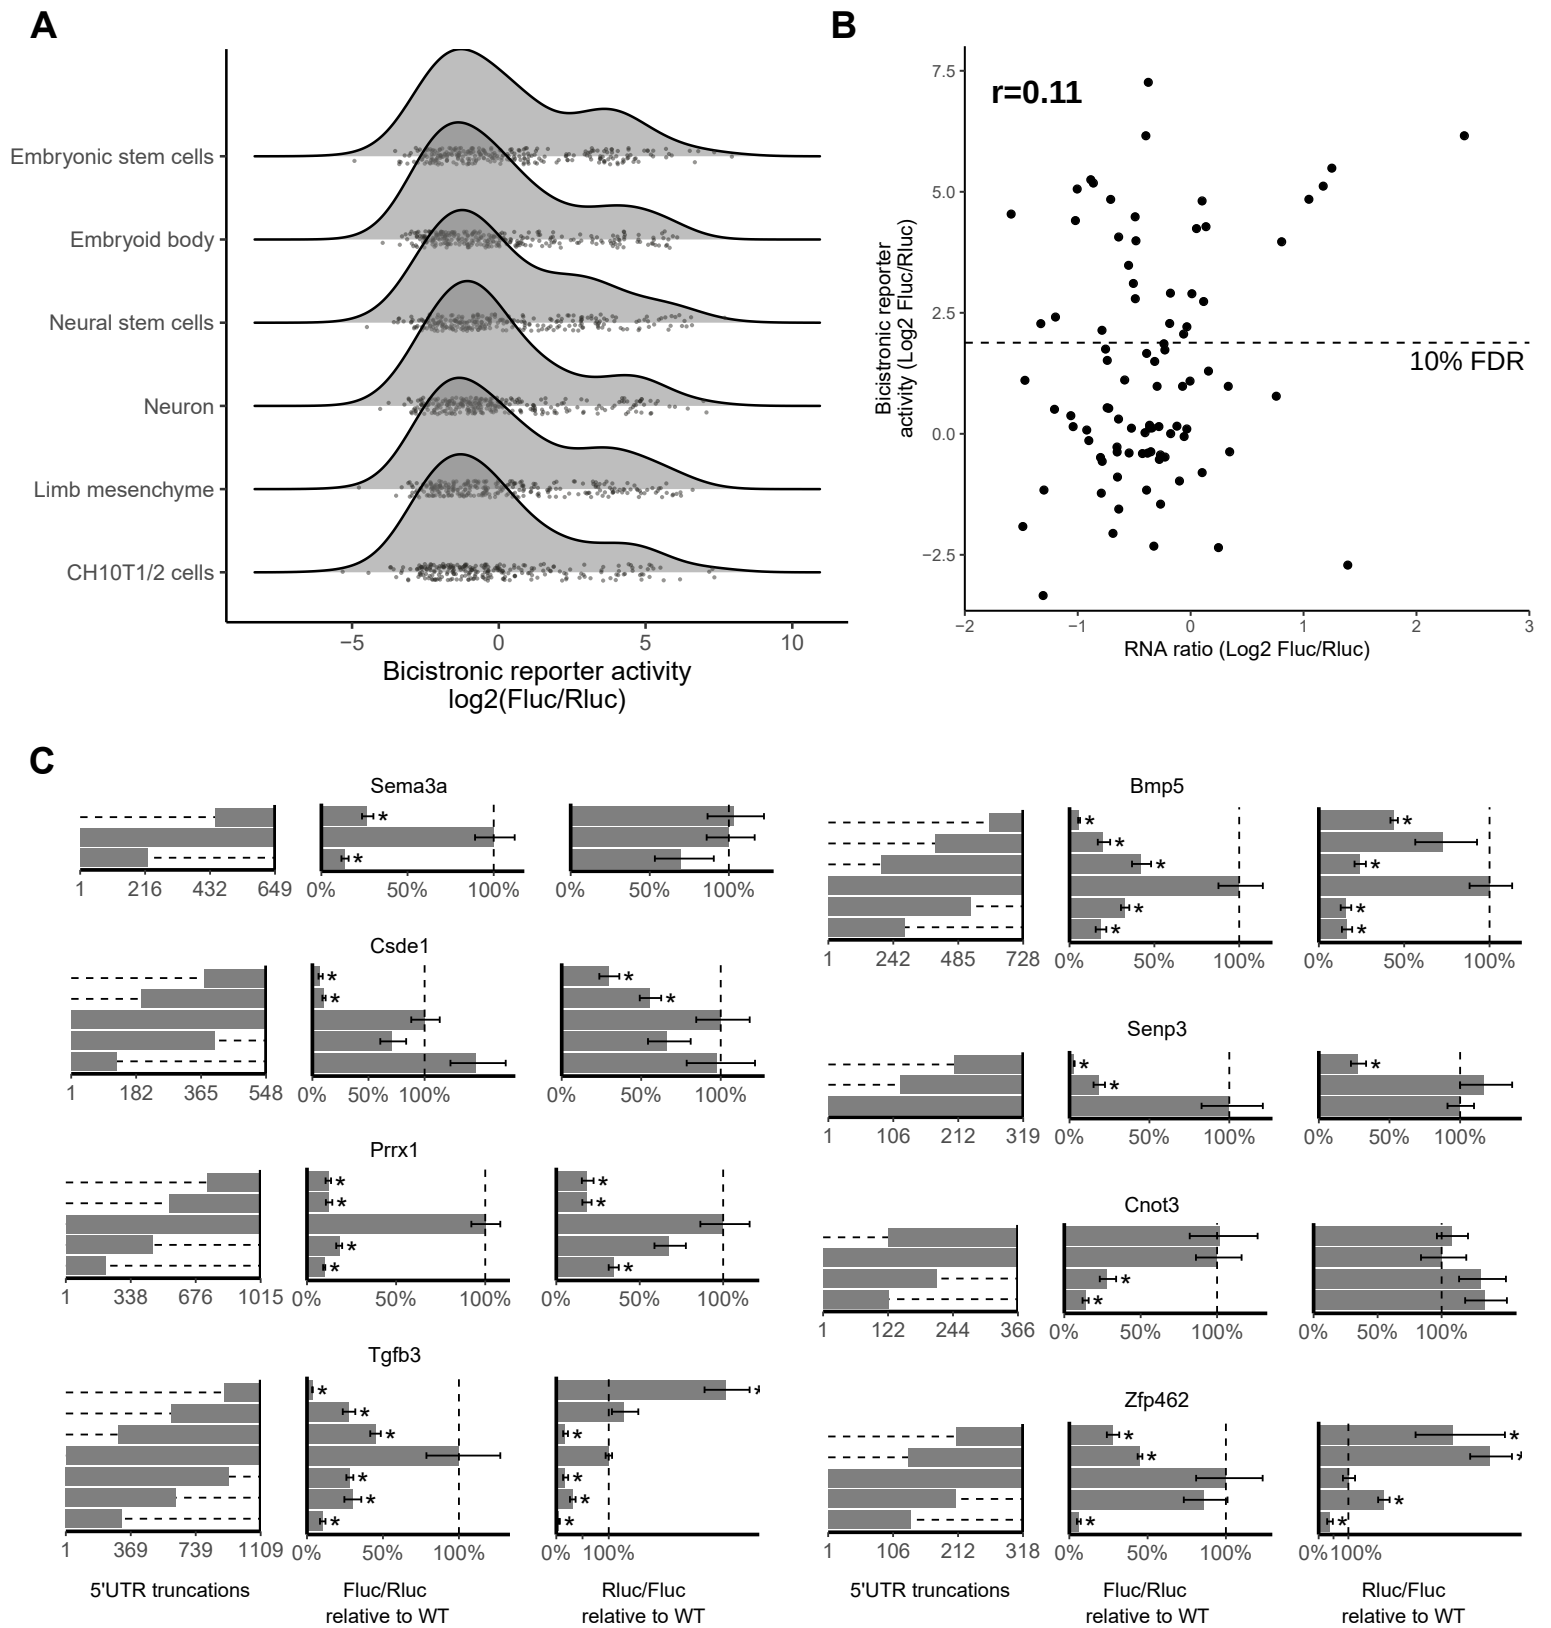 A
Embryonic stem cells
Embryoid body
Neural stem cells
Neuron
Limb mesenchyme
CH10T1/2 cells
−5 0 5 10
Bicistronic reporter activity
log2(Fluc/Rluc)
B
7.5
5.0
2.5
0.0
−2.5
Bicistronic reporter
activity (Log2 Fluc/Rluc)
r=0.11
10% FDR
−2 −1 0 1 2 3
RNA ratio (Log2 Fluc/Rluc)
C
Sema3a
* *
1 216 432 649
0% 50% 100%
0% 100%
Csde1
* * * *
1 182 365 548
0% 50% 100%
0% 50% 100%
Prrx1
* * * * * * *
1 338 676 1015
0% 50% 100%
0% 50% 100%
Tgfb3
* * * * * * * * * * *
1 369 739 1109
0% 50% 100%
0% 100%
5'UTR truncations
Fluc/Rluc
relative to WT
Rluc/Fluc
relative to WT
Bmp5
* * * * * * * * *
1 242 485 728
0% 50% 100%
0% 50% 100%
Senp3
* * *
1 106 212 319
0% 50% 100%
0% 50% 100%
Cnot3
* *
1 122 244 366
0% 50% 100%
0% 50% 100%
Zfp462
* * * * * * *
1 106 212 318
0% 50% 100%
0% 100%
5'UTR truncations
Fluc/Rluc
relative to WT
Rluc/Fluc
relative to WT